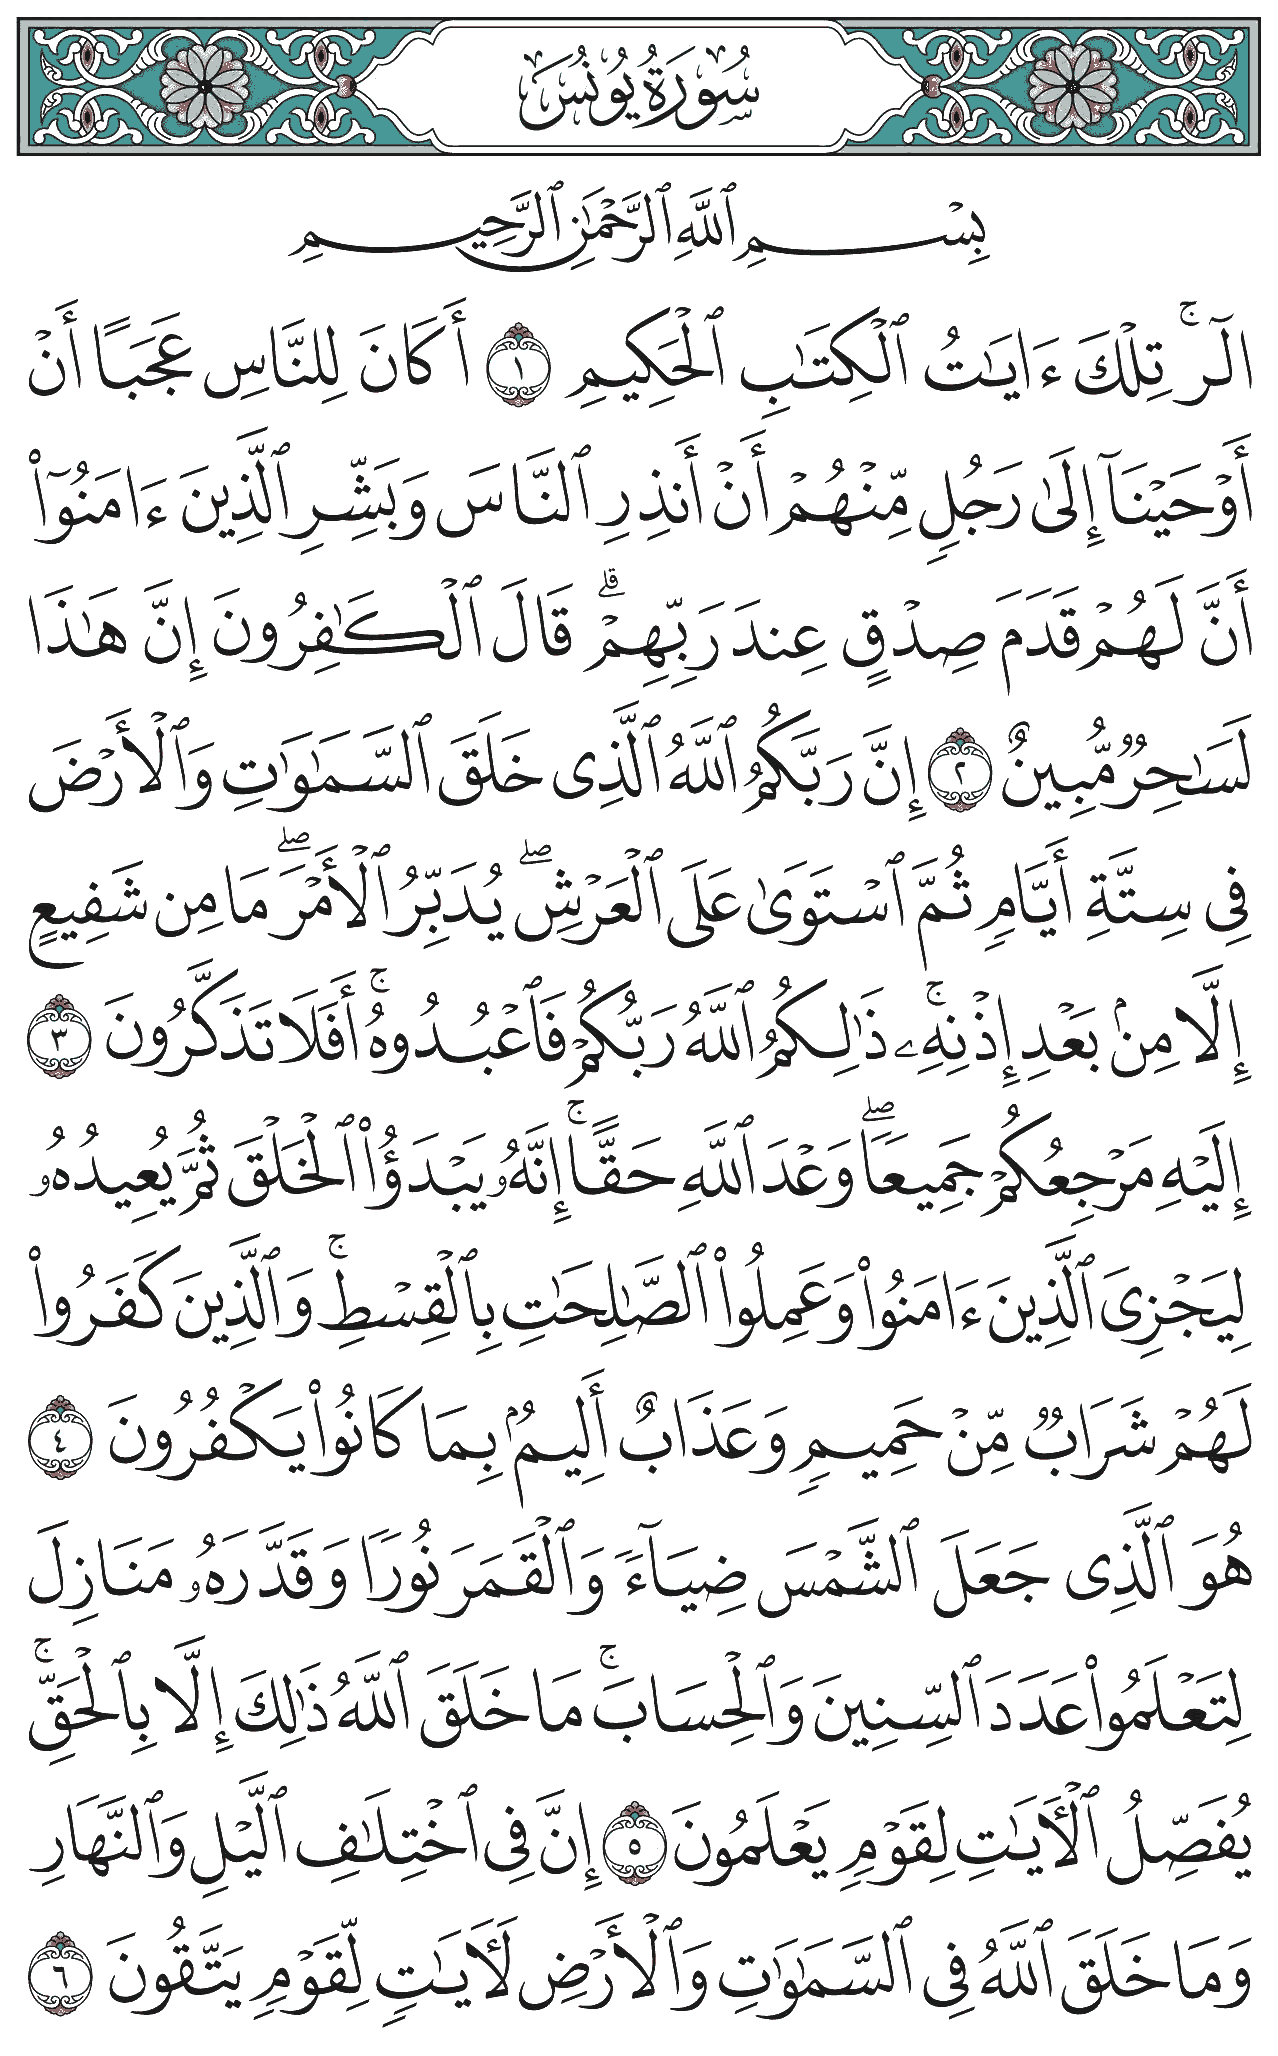 سُورَةُ يُونُسَ
بِسْمِ ٱللَّهِ ٱلرَّحْمَٰنِ ٱلرَّحِيمِ
الٓرۚ تِلْكَ ءَايَٰتُ ٱلْكِتَٰبِ ٱلْحَكِيمِ ١ أَكَانَ لِلنَّاسِ عَجَبًا أَنْ
أَوْحَيْنَآ إِلَىٰ رَجُلٍ مِّنْهُمْ أَنْ أَنذِرِ ٱلنَّاسَ وَبَشِّرِ ٱلَّذِينَ ءَامَنُوٓا۟
أَنَّ لَهُمْ قَدَمَ صِدْقٍ عِندَ رَبِّهِمْۗ قَالَ ٱلْكَٰفِرُونَ إِنَّ هَٰذَا
لَسَٰحِرٌ مُّبِينٌ ٢ إِنَّ رَبَّكُمُ ٱللَّهُ ٱلَّذِى خَلَقَ ٱلسَّمَٰوَٰتِ وَٱلْأَرْضَ
فِى سِتَّةِ أَيَّامٍ ثُمَّ ٱسْتَوَىٰ عَلَى ٱلْعَرْشِۖ يُدَبِّرُ ٱلْأَمْرَۖ مَا مِن شَفِيعٍ
إِلَّا مِنۢ بَعْدِ إِذْنِهِۦۚ ذَٰلِكُمُ ٱللَّهُ رَبُّكُمْ فَٱعْبُدُوهُۚ أَفَلَا تَذَكَّرُونَ ٣
إِلَيْهِ مَرْجِعُكُمْ جَمِيعًاۖ وَعْدَ ٱللَّهِ حَقًّاۚ إِنَّهُۥ يَبْدَؤُا۟ ٱلْخَلْقَ ثُمَّ يُعِيدُهُۥ
لِيَجْزِىَ ٱلَّذِينَ ءَامَنُوا۟ وَعَمِلُوا۟ ٱلصَّٰلِحَٰتِ بِٱلْقِسْطِۚ وَٱلَّذِينَ كَفَرُوا۟
لَهُمْ شَرَابٌ مِّنْ حَمِيمٍ وَعَذَابٌ أَلِيمٌۢ بِمَا كَانُوا۟ يَكْفُرُونَ ٤
هُوَ ٱلَّذِى جَعَلَ ٱلشَّمْسَ ضِيَآءً وَٱلْقَمَرَ نُورًا وَقَدَّرَهُۥ مَنَازِلَ
لِتَعْلَمُوا۟ عَدَدَ ٱلسِّنِينَ وَٱلْحِسَابَۚ مَا خَلَقَ ٱللَّهُ ذَٰلِكَ إِلَّا بِٱلْحَقِّۚ
يُفَصِّلُ ٱلْءَايَٰتِ لِقَوْمٍ يَعْلَمُونَ ٥ إِنَّ فِى ٱخْتِلَٰفِ ٱلَّيْلِ وَٱلنَّهَارِ
وَمَا خَلَقَ ٱللَّهُ فِى ٱلسَّمَٰوَٰتِ وَٱلْأَرْضِ لَءَايَٰتٍ لِّقَوْمٍ يَتَّقُونَ ٦